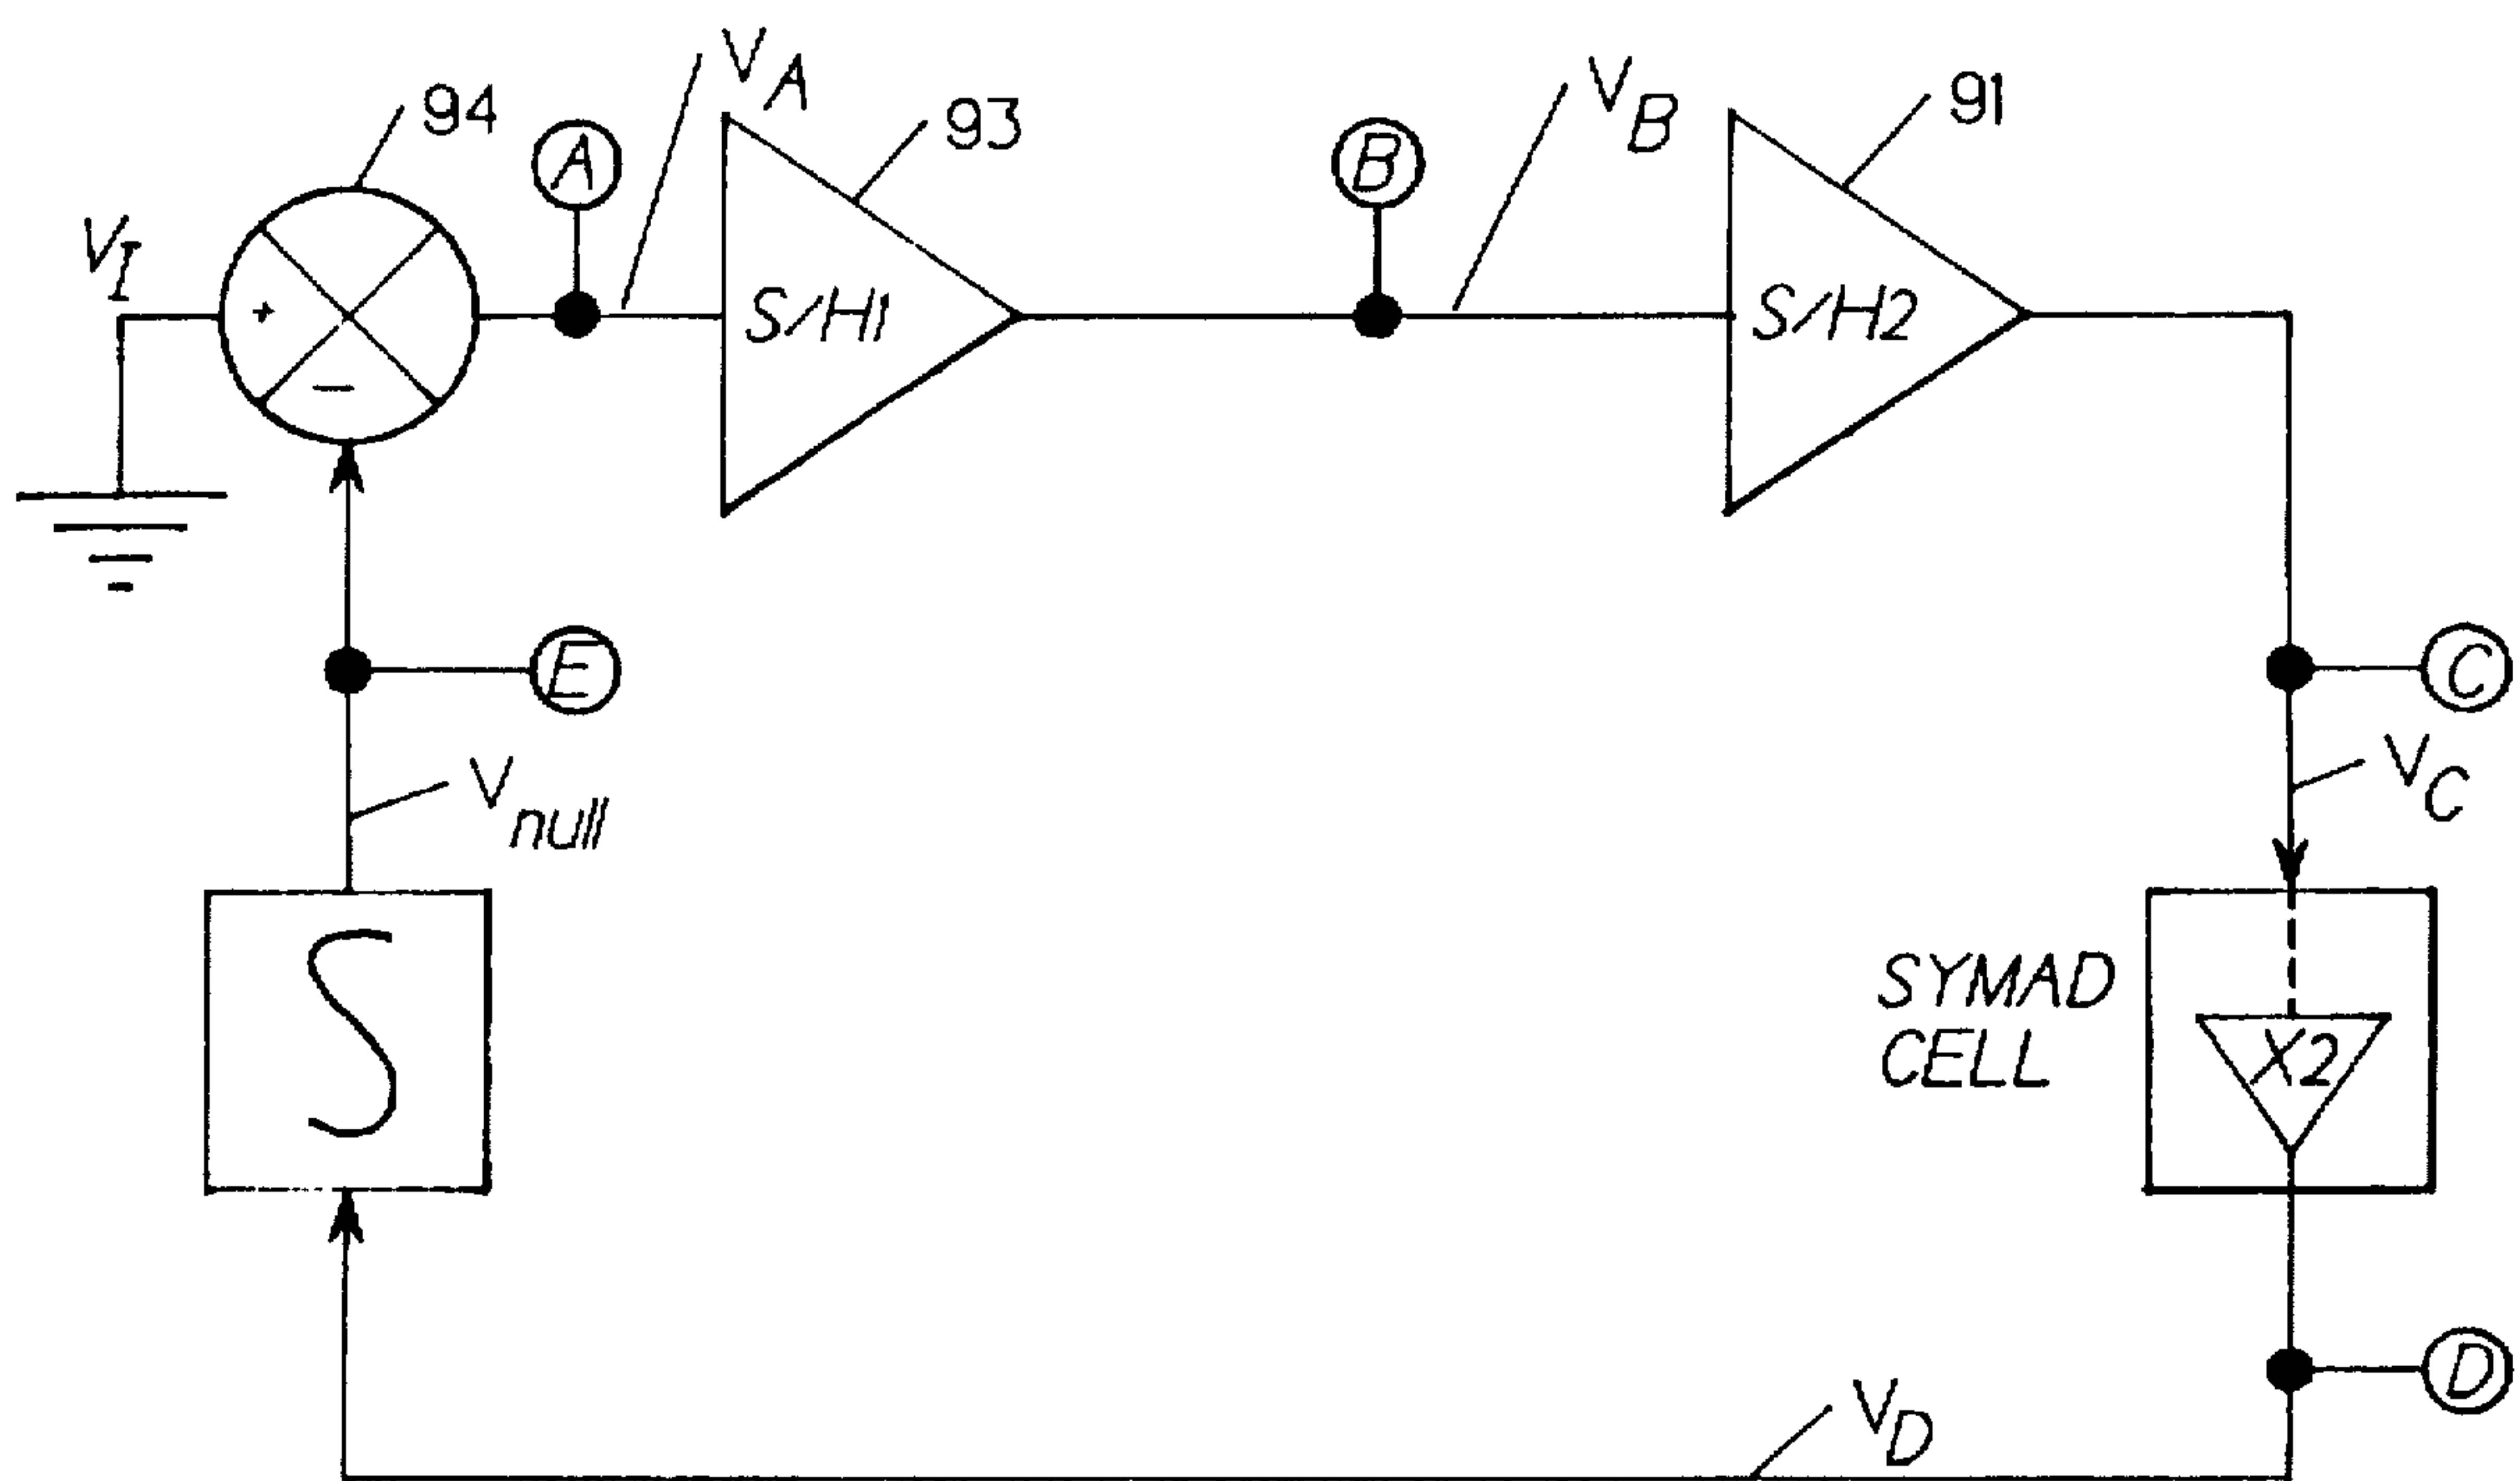 V_A
94
A
93
V_B
B
91
V_I
+
−
S/H1
S/H2
E
C
V_null
V_C
S
SYMAD
CELL
X2
D
V_D